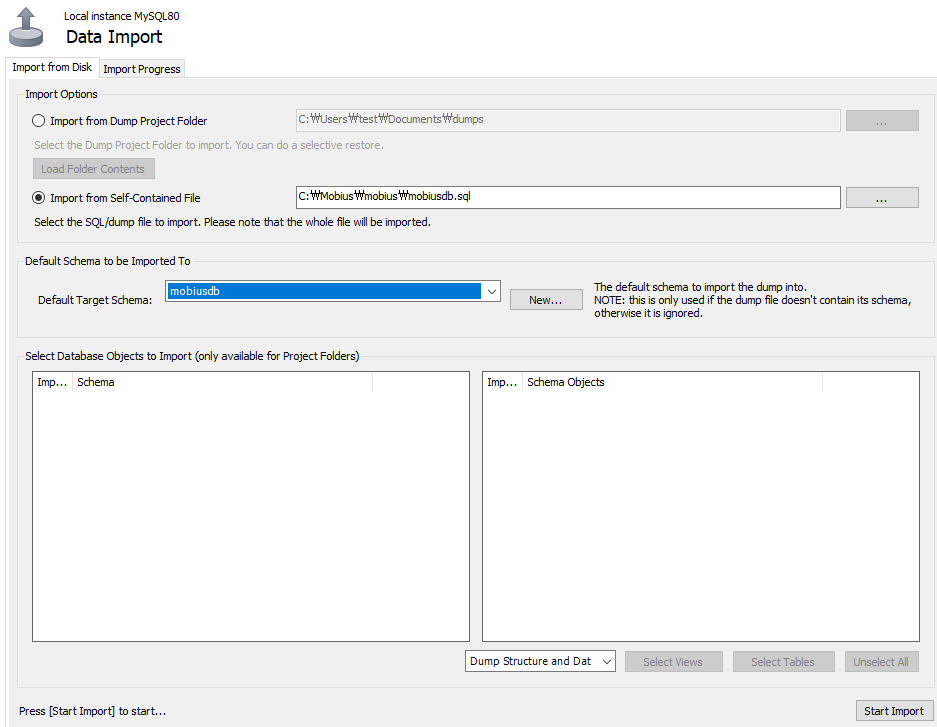 Local instance MySQL80
Data Import
Import from Disk
Import Progress
Import Options
Import from Dump Project Folder
C:₩Users₩test₩Documents₩dumps
...
Select the Dump Project Folder to import. You can do a selective restore.
Load Folder Contents
Import from Self-Contained File
C:₩Mobius₩mobius₩mobiusdb.sql
...
Select the SQL/dump file to import. Please note that the whole file will be imported.
Default Schema to be Imported To
Default Target Schema:
mobiusdb
New...
The default schema to import the dump into.
NOTE: this is only used if the dump file doesn't contain its schema,
otherwise it is ignored.
Select Database Objects to Import (only available for Project Folders)
Imp... Schema
Imp... Schema Objects
Dump Structure and Dat
Select Views
Select Tables
Unselect All
Press [Start Import] to start...
Start Import